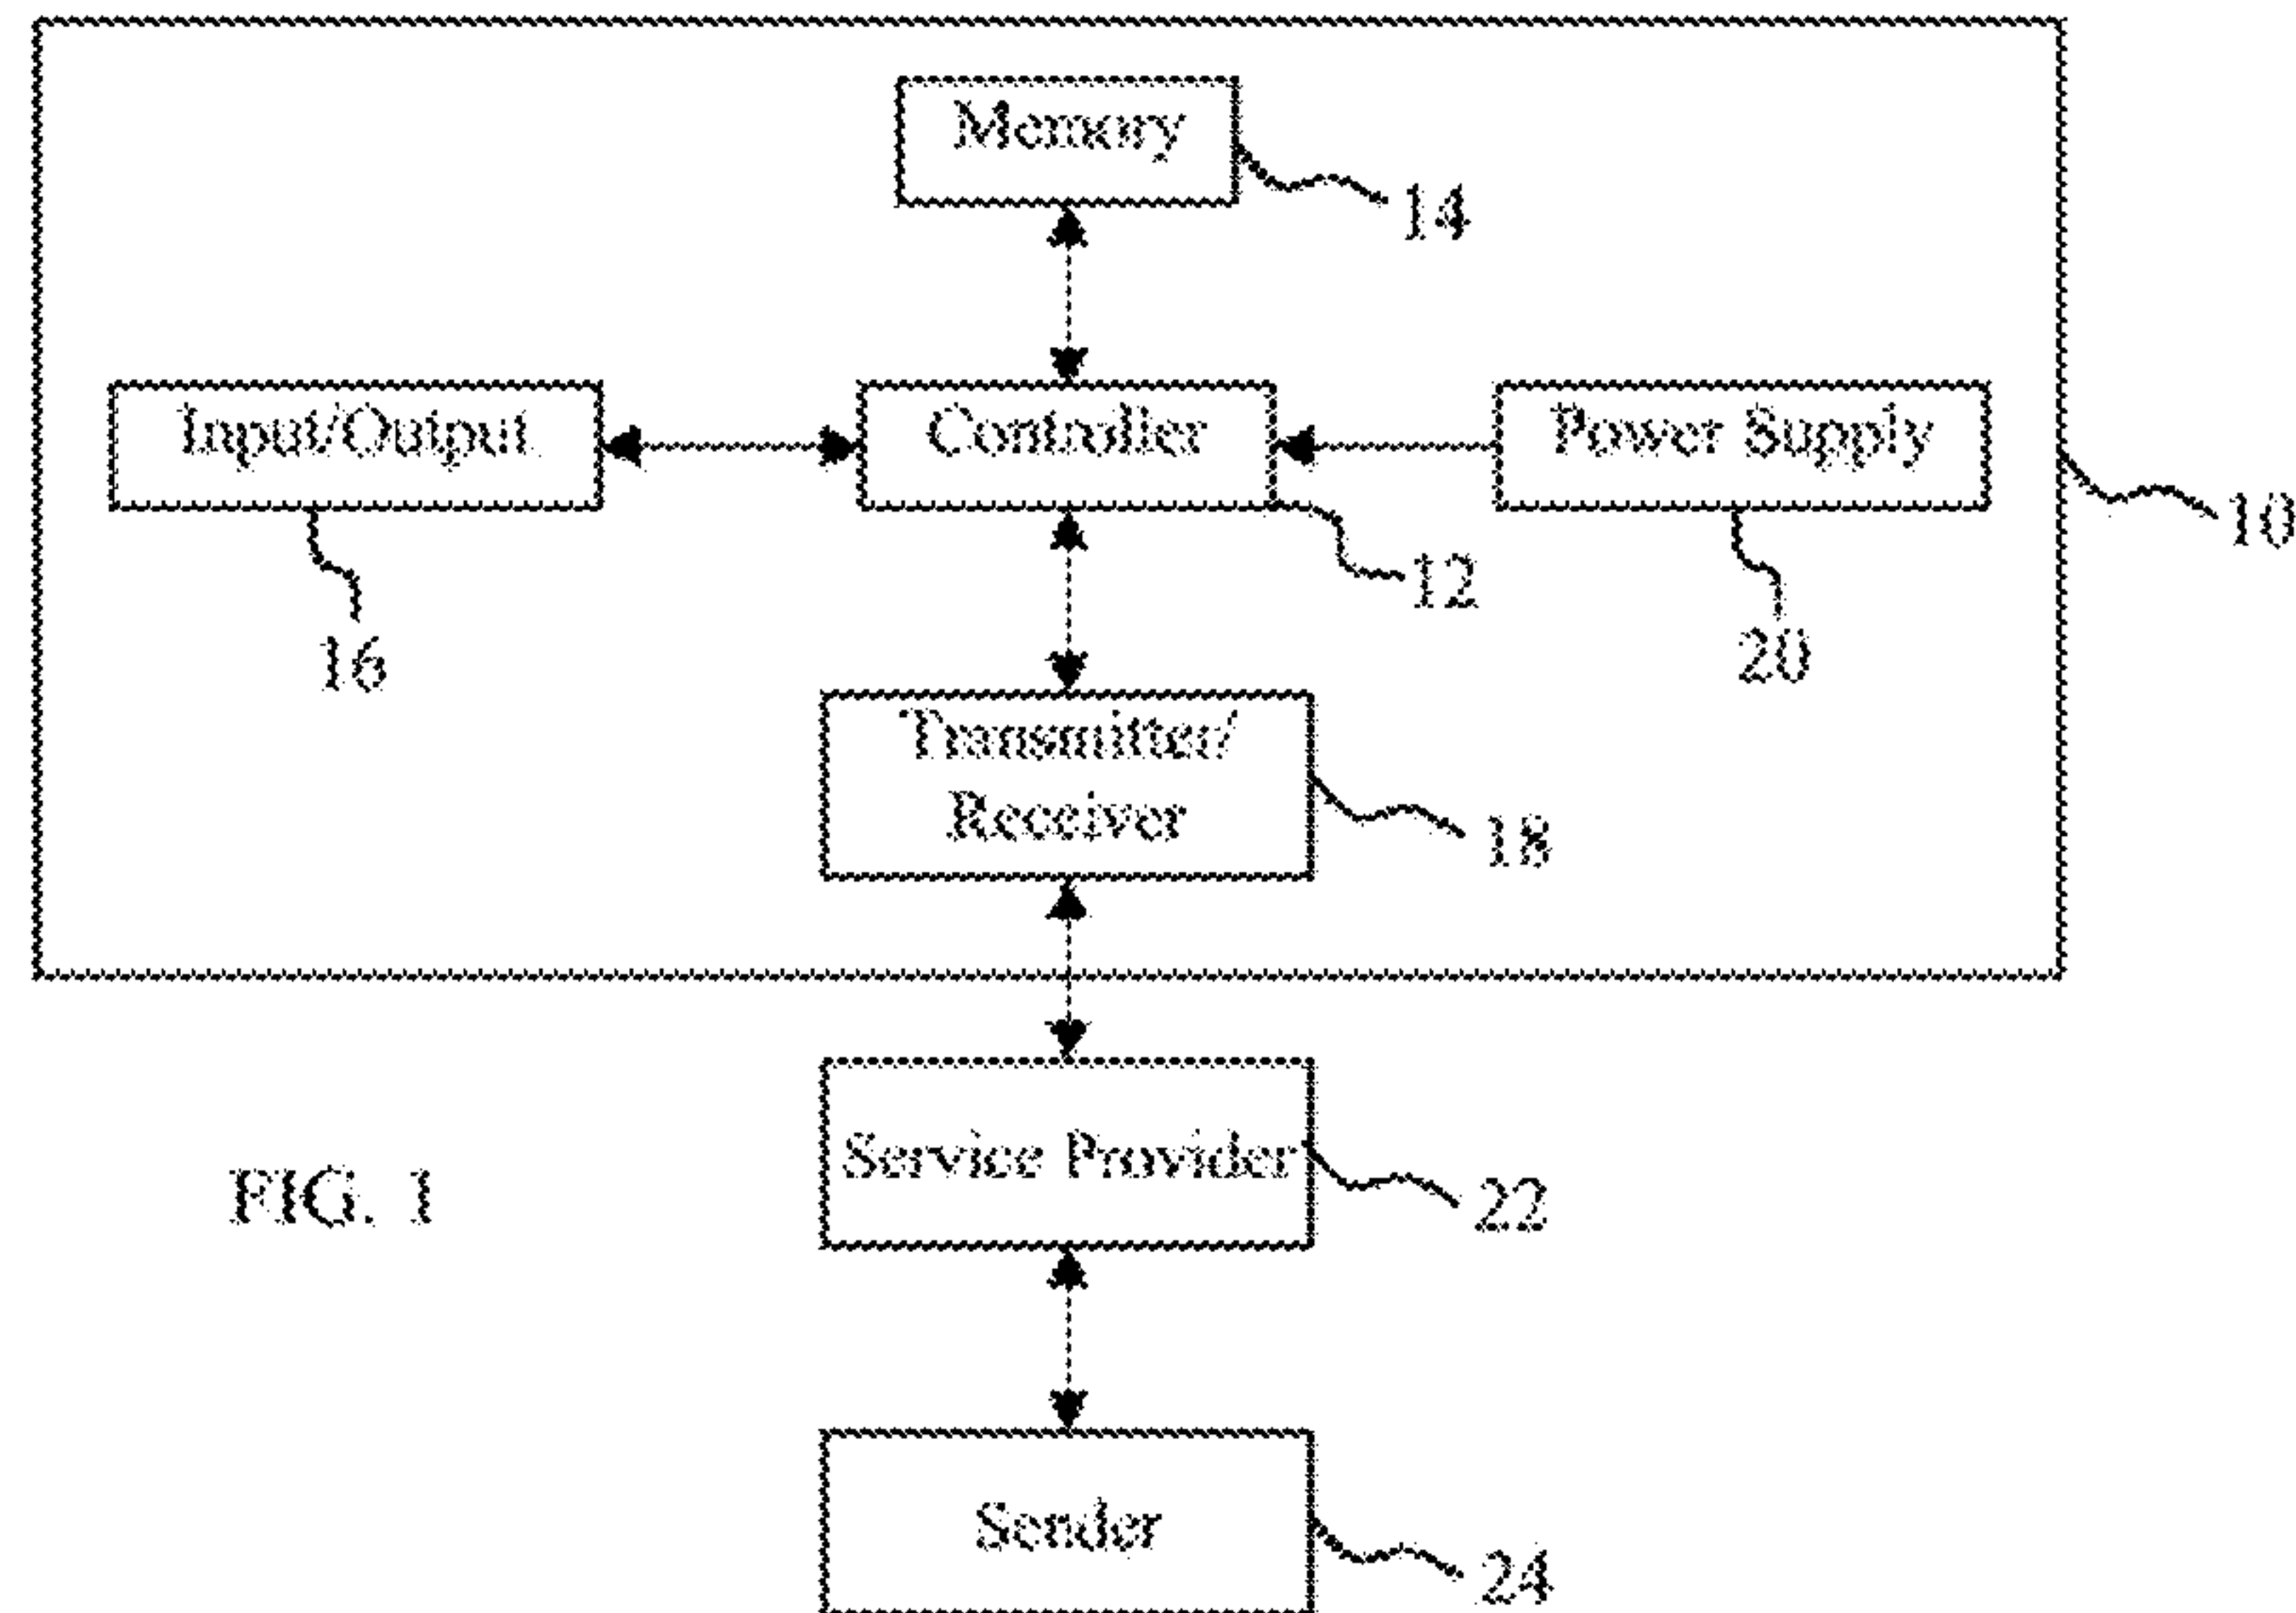 Memory
14
Input/Output
Controller
Power Supply
10
12
16
20
Transmitter/
Receiver
18
Service Provider
22
FIG. 1
Sender
24